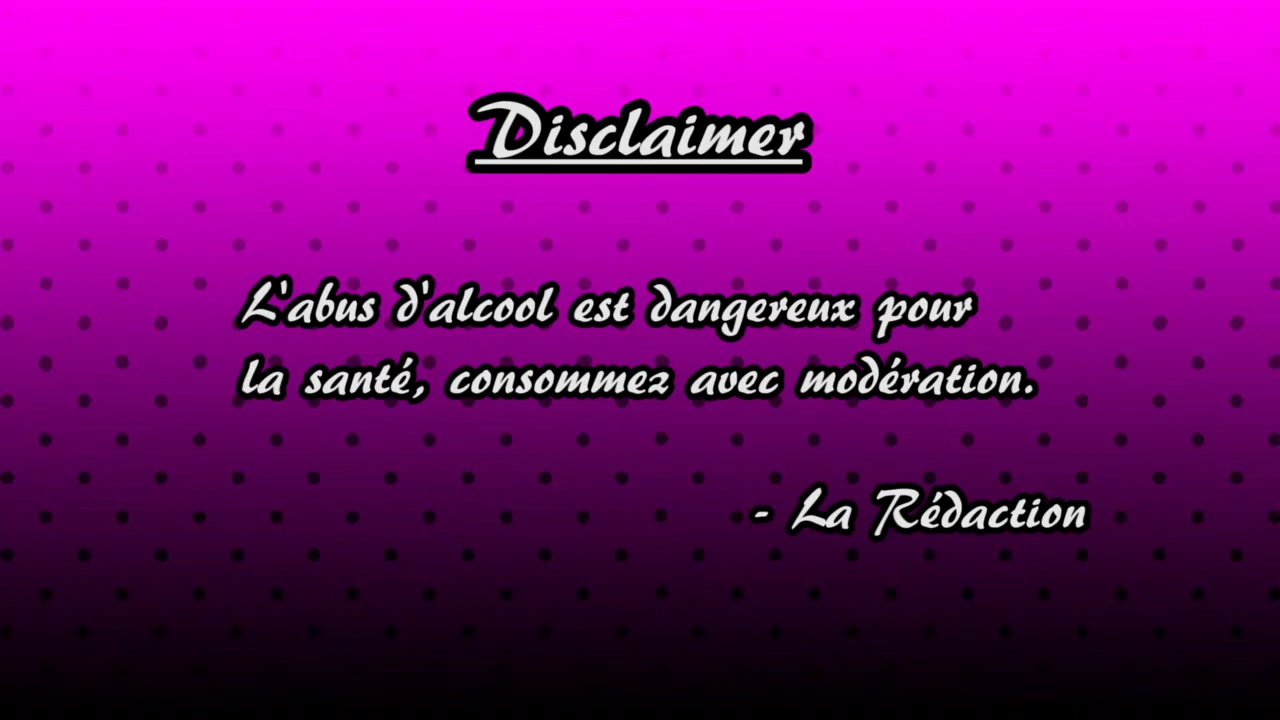 Disclaimer
L'abus d'alcool est dangereux pour
la santé, consommez avec modération.
- La Rédaction